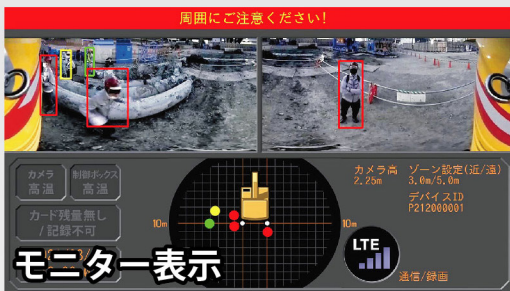 周囲にご注意ください!
カメラ
高温
制御ボックス
高温
カード残量無し
/記録不可
カメラ高
2.25m
ゾーン設定(近/遠)
3.0m/5.0m
デバイスID
P212000001
10m
10m
LTE
通信/録画
モニター表示